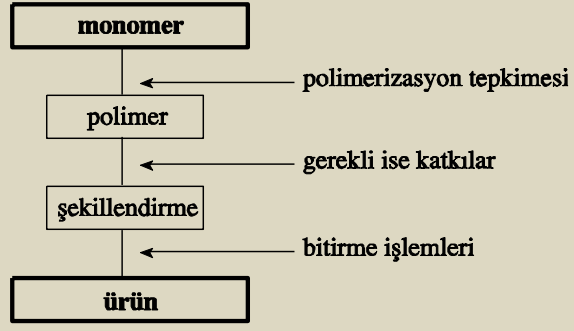 monomer
polimerizasyon tepkimesi
polimer
gerekli ise katkılar
şekillendirme
bitirme işlemleri
ürün